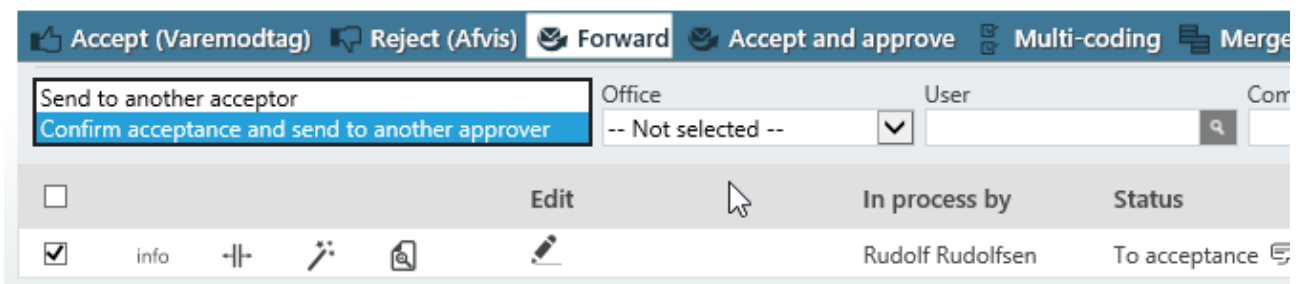 Accept (Varemodtag) Reject (Afvis) Forward Accept and approve Multi-coding Merge
Send to another acceptor Office User Com
Confirm acceptance and send to another approver -- Not selected --
Edit In process by Status
info Rudolf Rudolfsen To acceptance